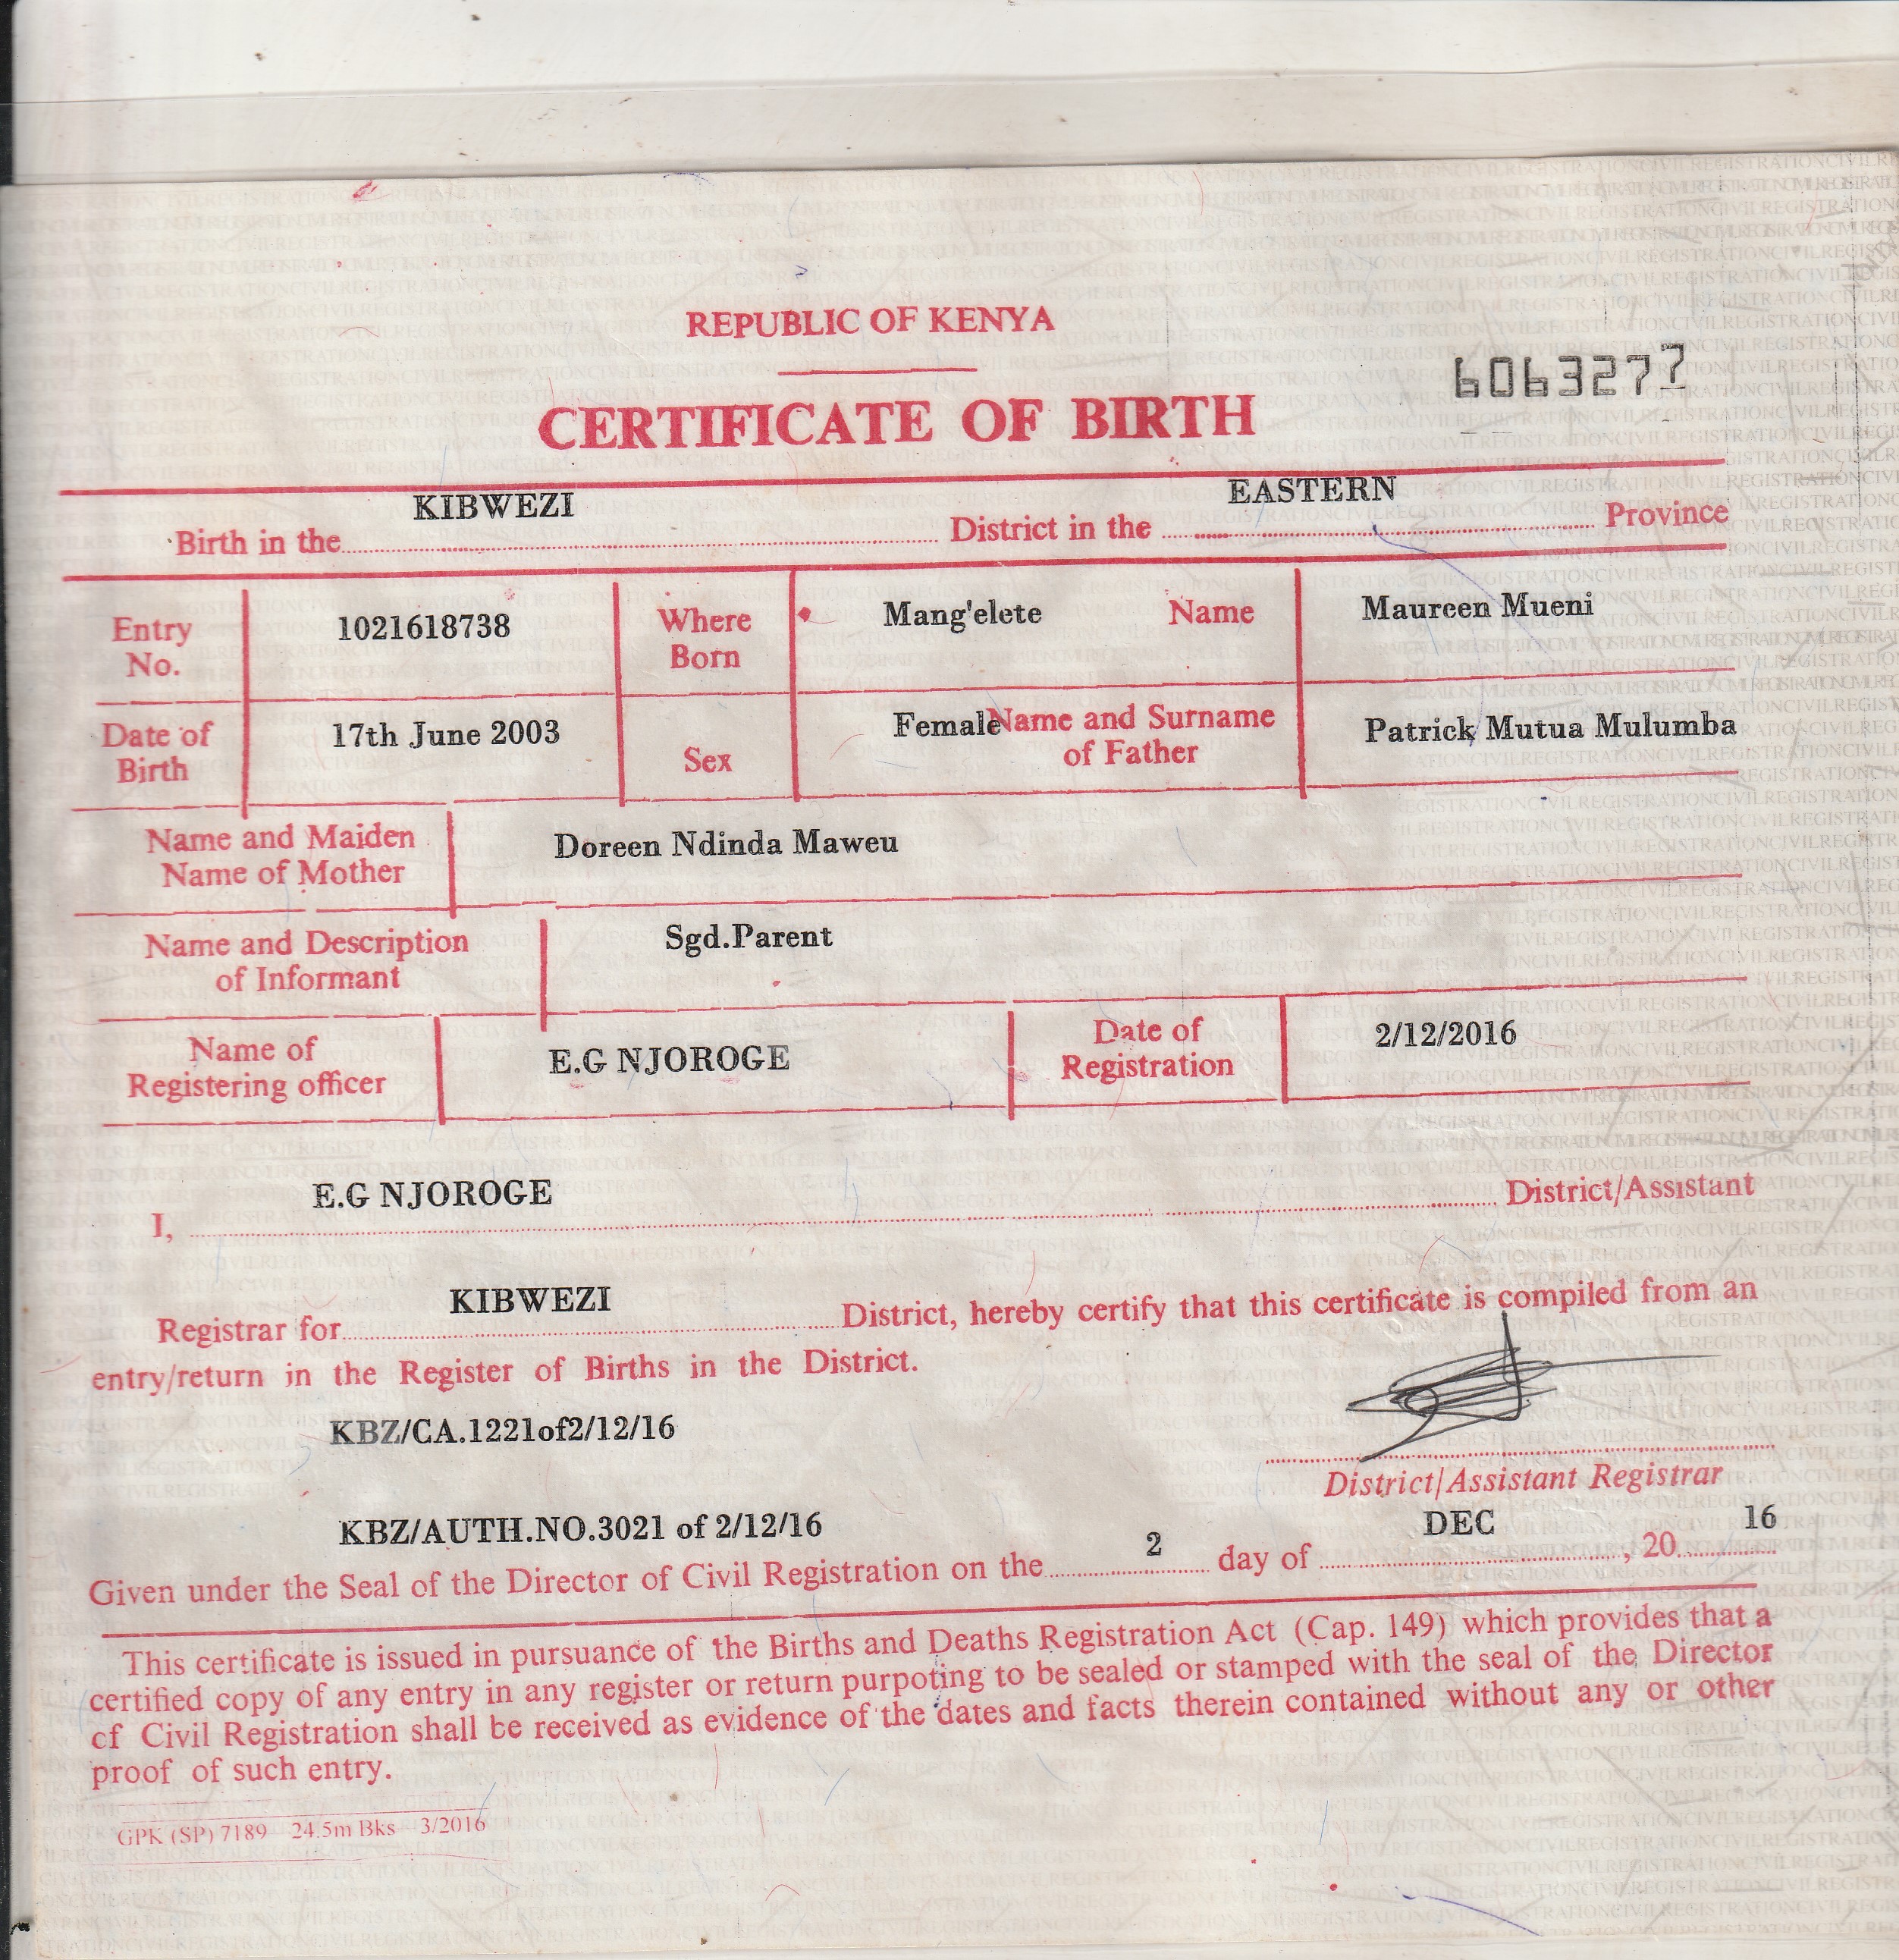 REPUBLIC OF KENYA
6063277
CERTIFICATE OF BIRTH
Birth in the KIBWEZI District in the EASTERN Province
Entry No. 1021618738 Where Born Mang'elete Name Maureen Mueni
Date of Birth 17th June 2003 Sex Female Name and Surname of Father Patrick Mutua Mulumba
Name and Maiden Name of Mother Doreen Ndinda Maweu
Name and Description of Informant Sgd.Parent
Name of Registering officer E.G NJOROGE Date of Registration 2/12/2016
I, E.G NJOROGE District/Assistant
Registrar for KIBWEZI District, hereby certify that this certificate is compiled from an
entry/return in the Register of Births in the District.
KBZ/CA.1221of2/12/16
District/Assistant Registrar
KBZ/AUTH.NO.3021 of 2/12/16
Given under the Seal of the Director of Civil Registration on the 2 day of DEC, 20 16
This certificate is issued in pursuance of the Births and Deaths Registration Act (Cap. 149) which provides that a
certified copy of any entry in any register or return purpoting to be sealed or stamped with the seal of the Director
cf Civil Registration shall be received as evidence of the dates and facts therein contained without any or other
proof of such entry.
GPK (SP) 7189 24.5m Bks 3/2016